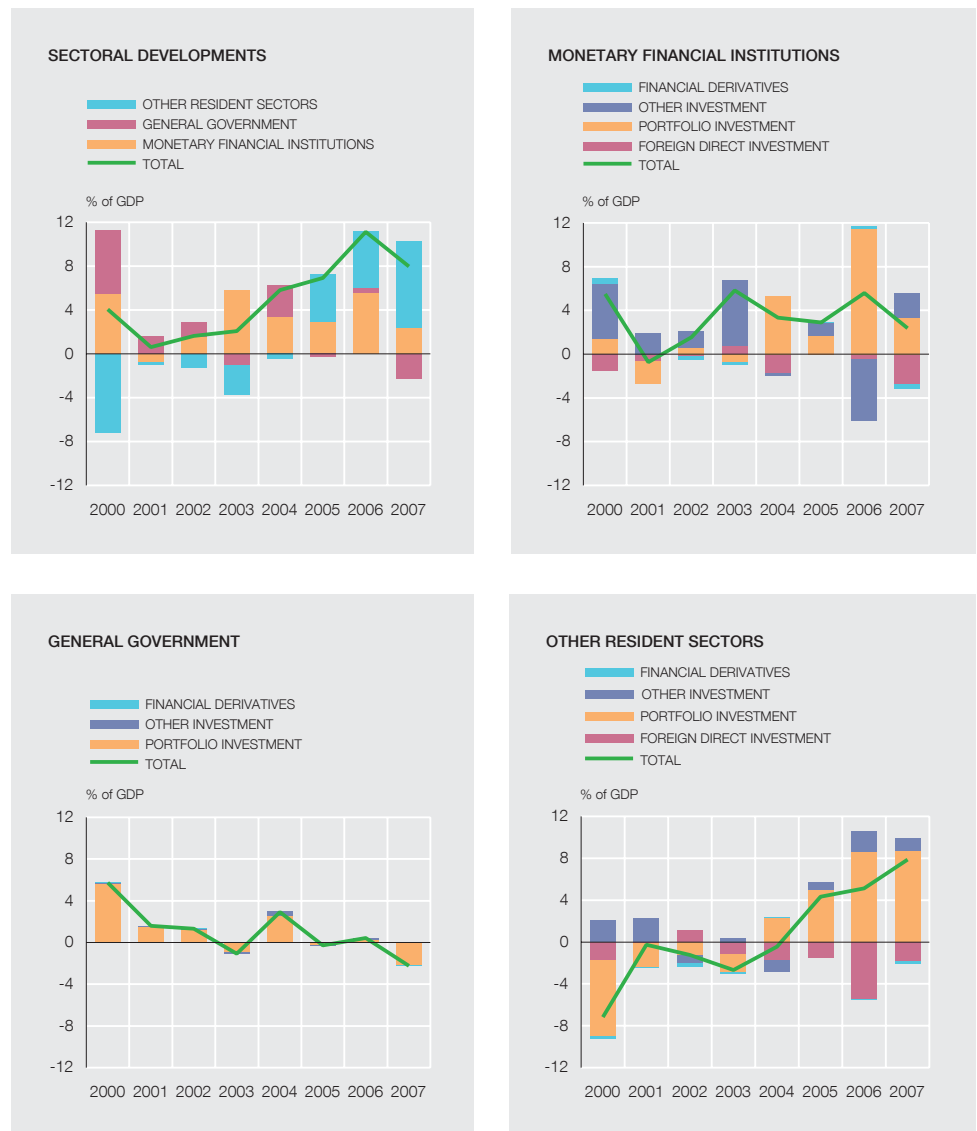 SECTORAL DEVELOPMENTS
OTHER RESIDENT SECTORS
GENERAL GOVERNMENT
MONETARY FINANCIAL INSTITUTIONS
TOTAL
% of GDP
12
8
4
0
-4
-8
-12
2000 2001 2002 2003 2004 2005 2006 2007
MONETARY FINANCIAL INSTITUTIONS
FINANCIAL DERIVATIVES
OTHER INVESTMENT
PORTFOLIO INVESTMENT
FOREIGN DIRECT INVESTMENT
TOTAL
% of GDP
12
8
4
0
-4
-8
-12
2000 2001 2002 2003 2004 2005 2006 2007
GENERAL GOVERNMENT
FINANCIAL DERIVATIVES
OTHER INVESTMENT
PORTFOLIO INVESTMENT
TOTAL
% of GDP
12
8
4
0
-4
-8
-12
2000 2001 2002 2003 2004 2005 2006 2007
OTHER RESIDENT SECTORS
FINANCIAL DERIVATIVES
OTHER INVESTMENT
PORTFOLIO INVESTMENT
FOREIGN DIRECT INVESTMENT
TOTAL
% of GDP
12
8
4
0
-4
-8
-12
2000 2001 2002 2003 2004 2005 2006 2007